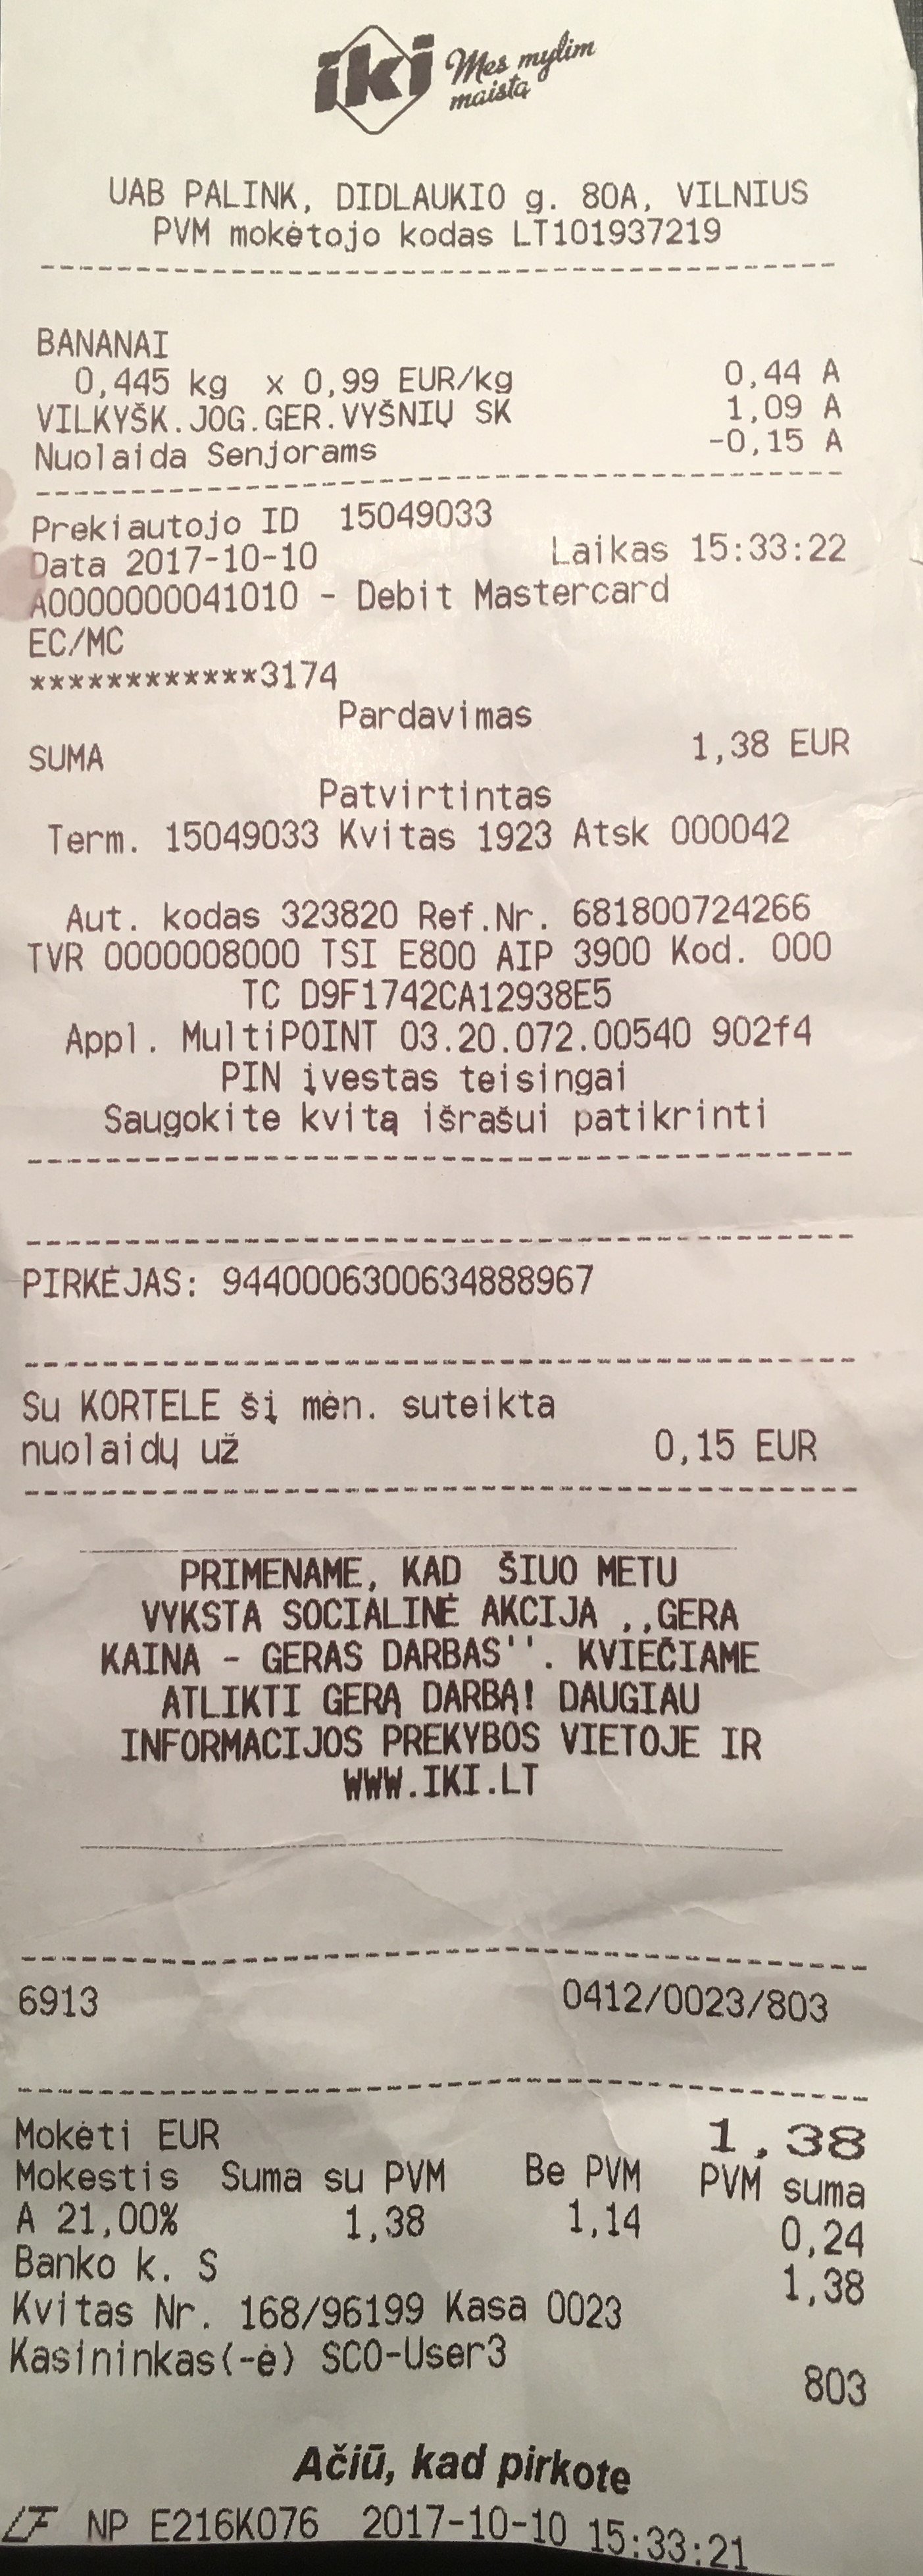 iki Mes mylim
maistą
UAB PALINK, DIDLAUKIO g. 80A, VILNIUS
PVM mokėtojo kodas LT101937219
BANANAI
0,445 kg x 0,99 EUR/kg 0,44 A
VILKYŠK.JOG.GER.VYŠNIŲ SK 1,09 A
Nuolaida Senjorams -0,15 A
Prekiautojo ID 15049033
Data 2017-10-10 Laikas 15:33:22
A0000000041010 - Debit Mastercard
EC/MC
************3174
Pardavimas
SUMA 1,38 EUR
Patvirtintas
Term. 15049033 Kvitas 1923 Atsk 000042
Aut. kodas 323820 Ref.Nr. 681800724266
TVR 0000008000 TSI E800 AIP 3900 Kod. 000
TC D9F1742CA12938E5
Appl. MultiPOINT 03.20.072.00540 902f4
PIN įvestas teisingai
Saugokite kvitą išrašui patikrinti
PIRKĖJAS: 9440006300634888967
Su KORTELE šį mėn. suteikta
nuolaidų už 0,15 EUR
PRIMENAME, KAD ŠIUO METU
VYKSTA SOCIALINĖ AKCIJA ,,GERA
KAINA - GERAS DARBAS''. KVIEČIAME
ATLIKTI GERĄ DARBĄ! DAUGIAU
INFORMACIJOS PREKYBOS VIETOJE IR
WWW.IKI.LT
6913 0412/0023/803
Mokėti EUR 1,38
Mokestis Suma su PVM Be PVM PVM suma
A 21,00% 1,38 1,14 0,24
Banko k. S 1,38
Kvitas Nr. 168/96199 Kasa 0023
Kasininkas(-ė) SCO-User3
803
Ačiū, kad pirkote
LF NP E216K076 2017-10-10 15:33:21